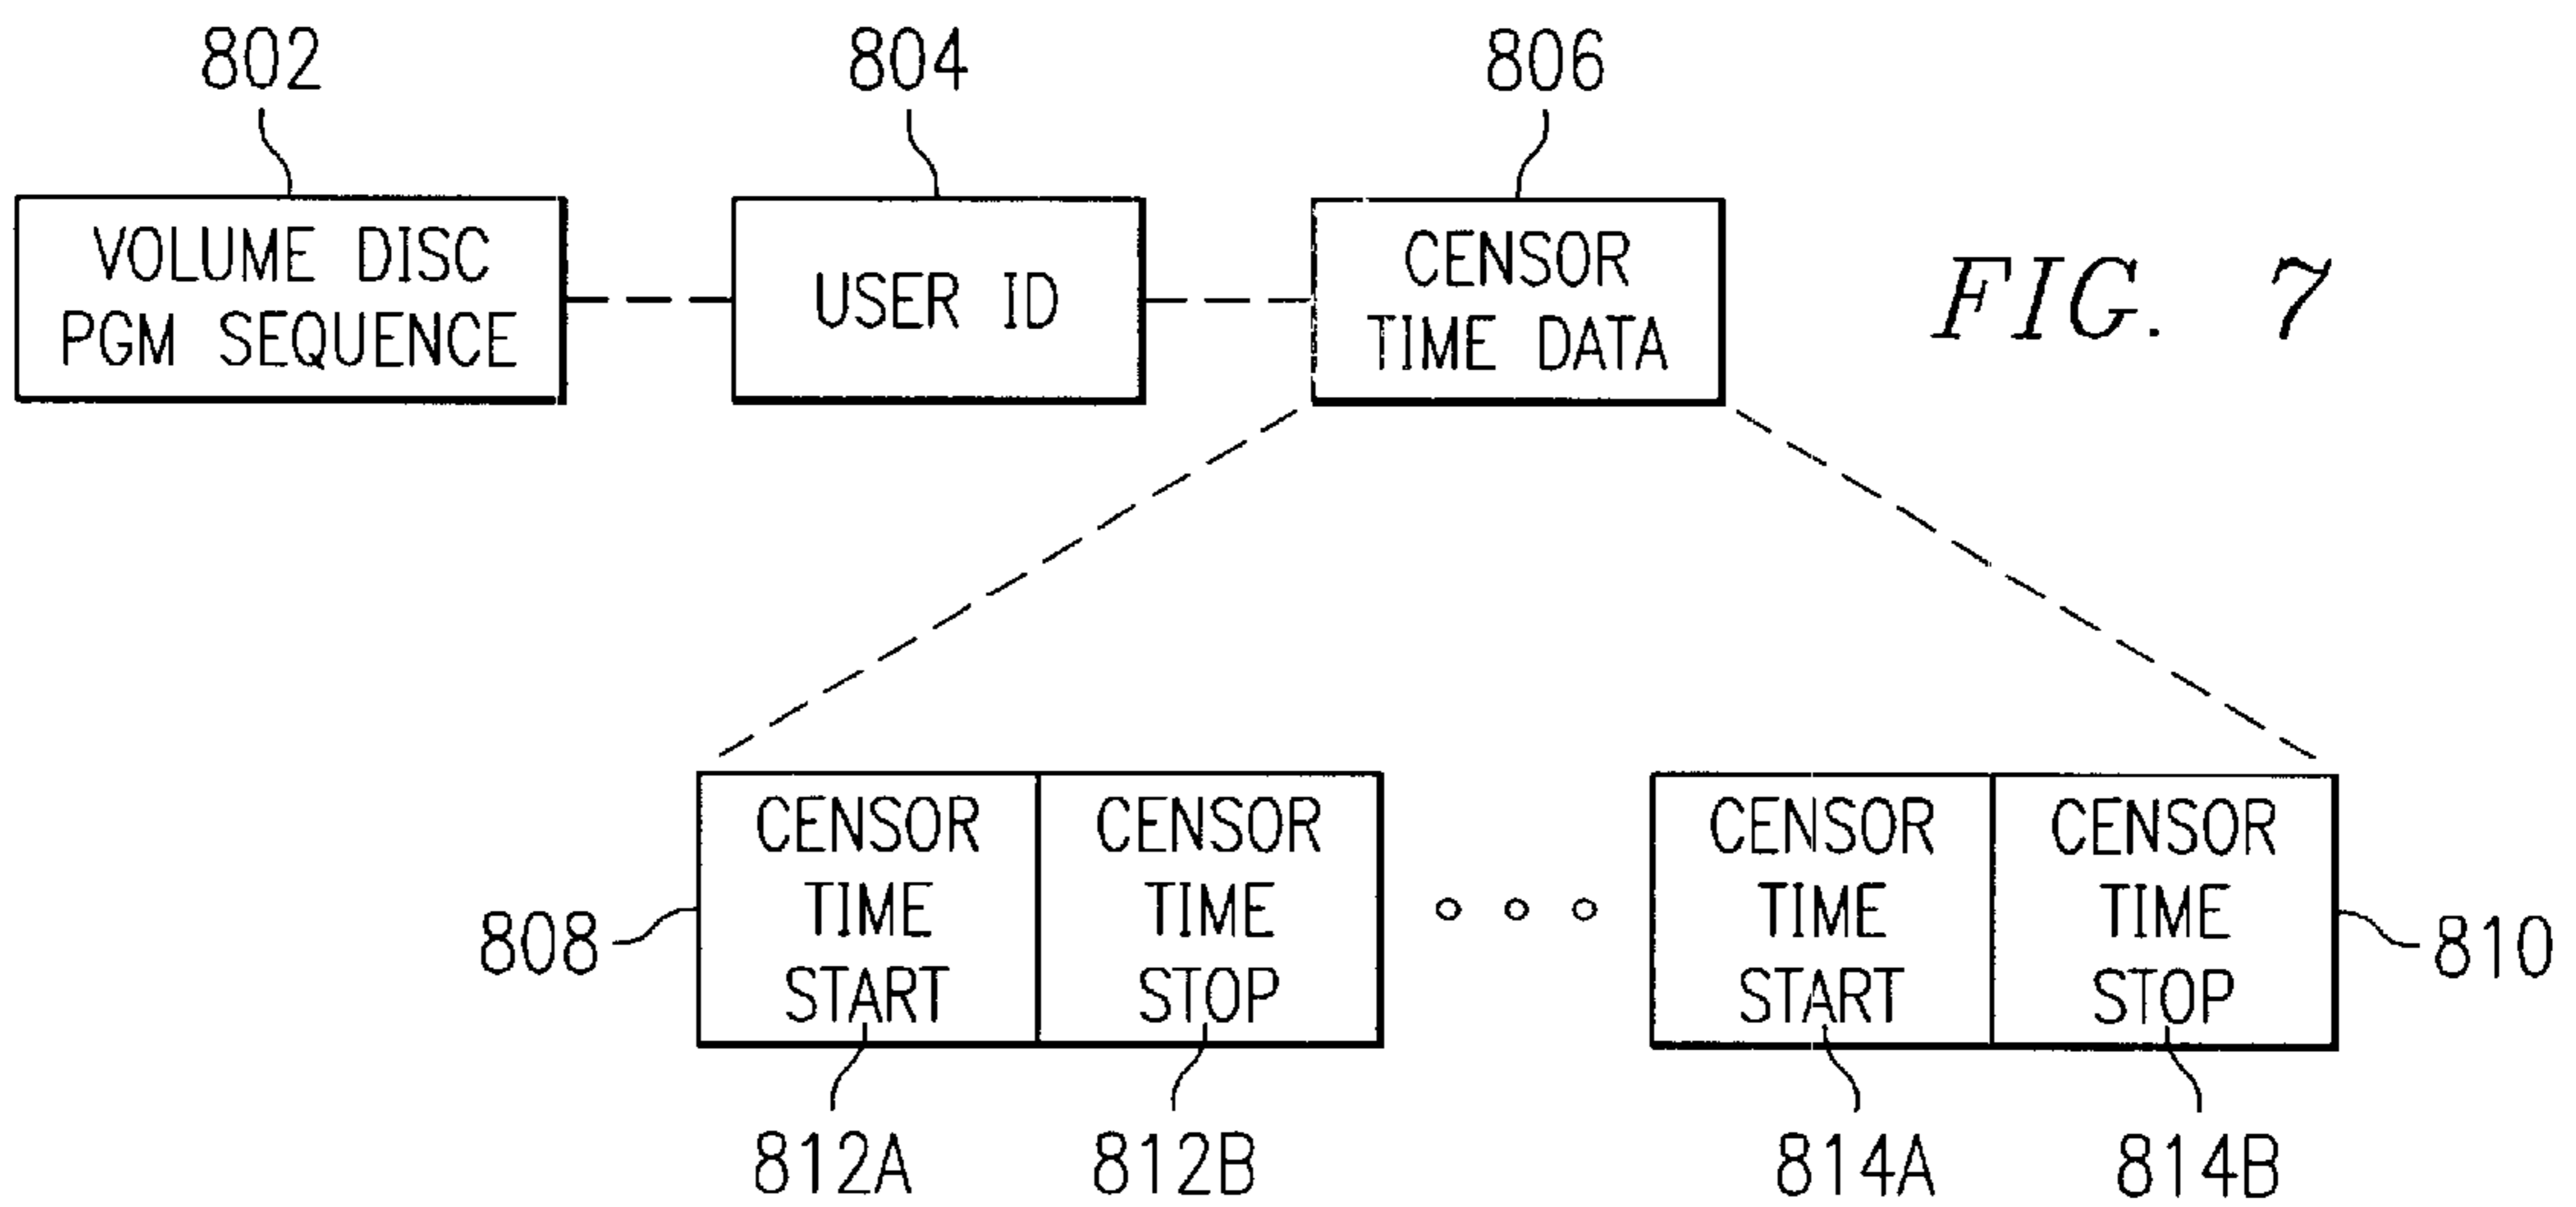 802
804
806
VOLUME DISC
PGM SEQUENCE
USER ID
CENSOR
TIME DATA
FIG. 7
808
CENSOR
TIME
START
CENSOR
TIME
STOP
CENSOR
TIME
START
CENSOR
TIME
STOP
810
812A
812B
814A
814B